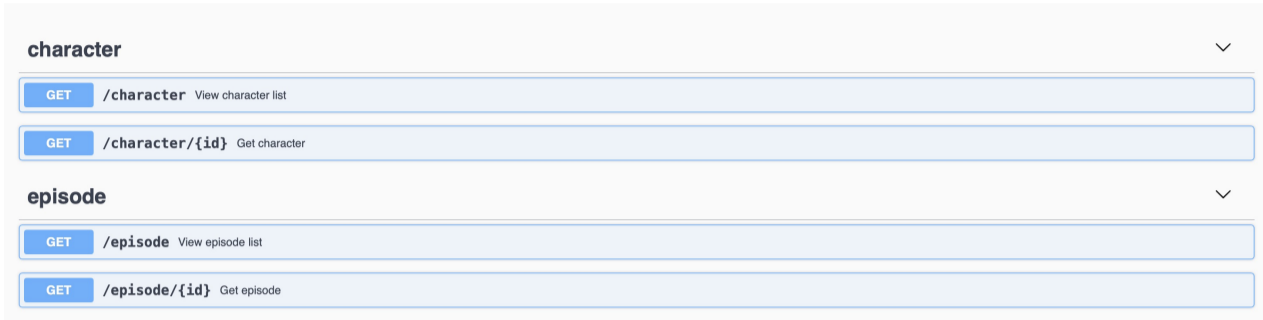 character
GET /character View character list
GET /character/{id} Get character
episode
GET /episode View episode list
GET /episode/{id} Get episode